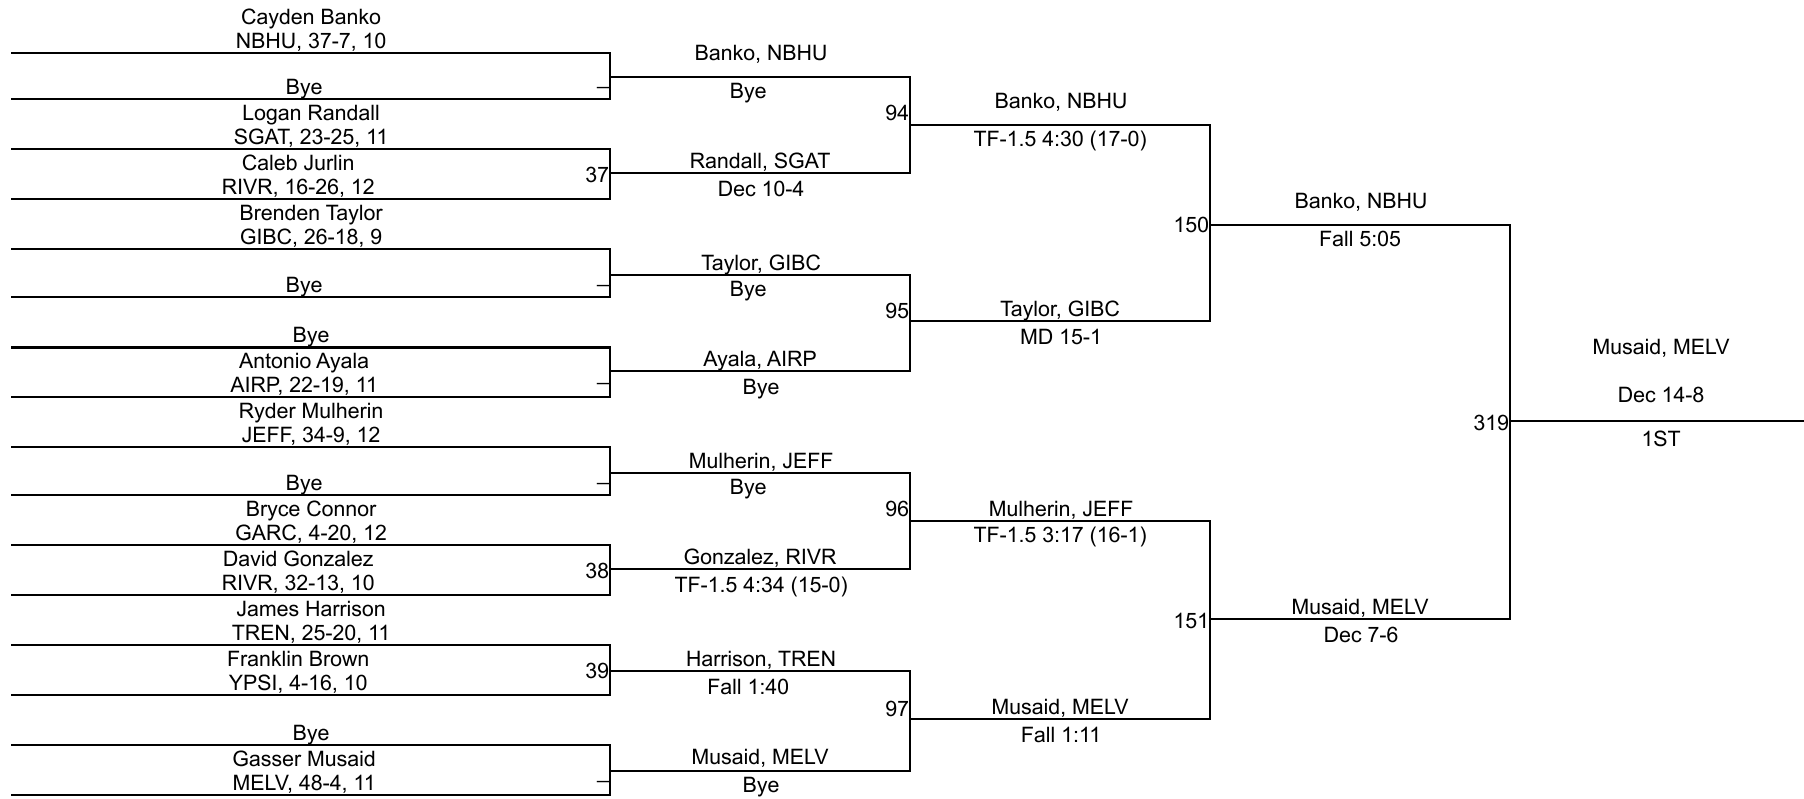 Cayden Banko
NBHU, 37-7, 10
Bye
Logan Randall
SGAT, 23-25, 11
Caleb Jurlin
RIVR, 16-26, 12
Brenden Taylor
GIBC, 26-18, 9
Bye
Bye
Antonio Ayala
AIRP, 22-19, 11
Ryder Mulherin
JEFF, 34-9, 12
Bye
Bryce Connor
GARC, 4-20, 12
David Gonzalez
RIVR, 32-13, 10
James Harrison
TREN, 25-20, 11
Franklin Brown
YPSI, 4-16, 10
Bye
Gasser Musaid
MELV, 48-4, 11
–
37
–
–
–
38
39
–
Banko, NBHU
Bye
Randall, SGAT
Dec 10-4
Taylor, GIBC
Bye
Ayala, AIRP
Bye
Mulherin, JEFF
Bye
Gonzalez, RIVR
TF-1.5 4:34 (15-0)
Harrison, TREN
Fall 1:40
Musaid, MELV
Bye
94
95
96
97
Banko, NBHU
TF-1.5 4:30 (17-0)
Taylor, GIBC
MD 15-1
Mulherin, JEFF
TF-1.5 3:17 (16-1)
Musaid, MELV
Fall 1:11
150
151
Banko, NBHU
Fall 5:05
Musaid, MELV
Dec 7-6
319
Musaid, MELV
Dec 14-8
1ST